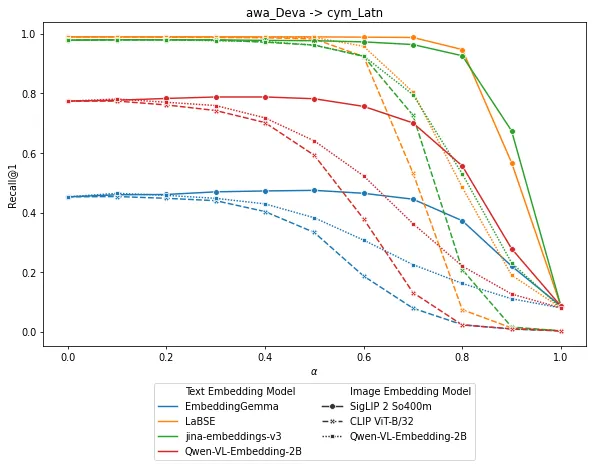 awa_Deva -> cym_Latn
1.0
0.8
0.6
0.4
0.2
0.0
Recall@1
0.0 0.2 0.4 0.6 0.8 1.0
α
Text Embedding Model
EmbeddingGemma
LaBSE
jina-embeddings-v3
Qwen-VL-Embedding-2B
Image Embedding Model
SigLIP 2 So400m
CLIP ViT-B/32
Qwen-VL-Embedding-2B